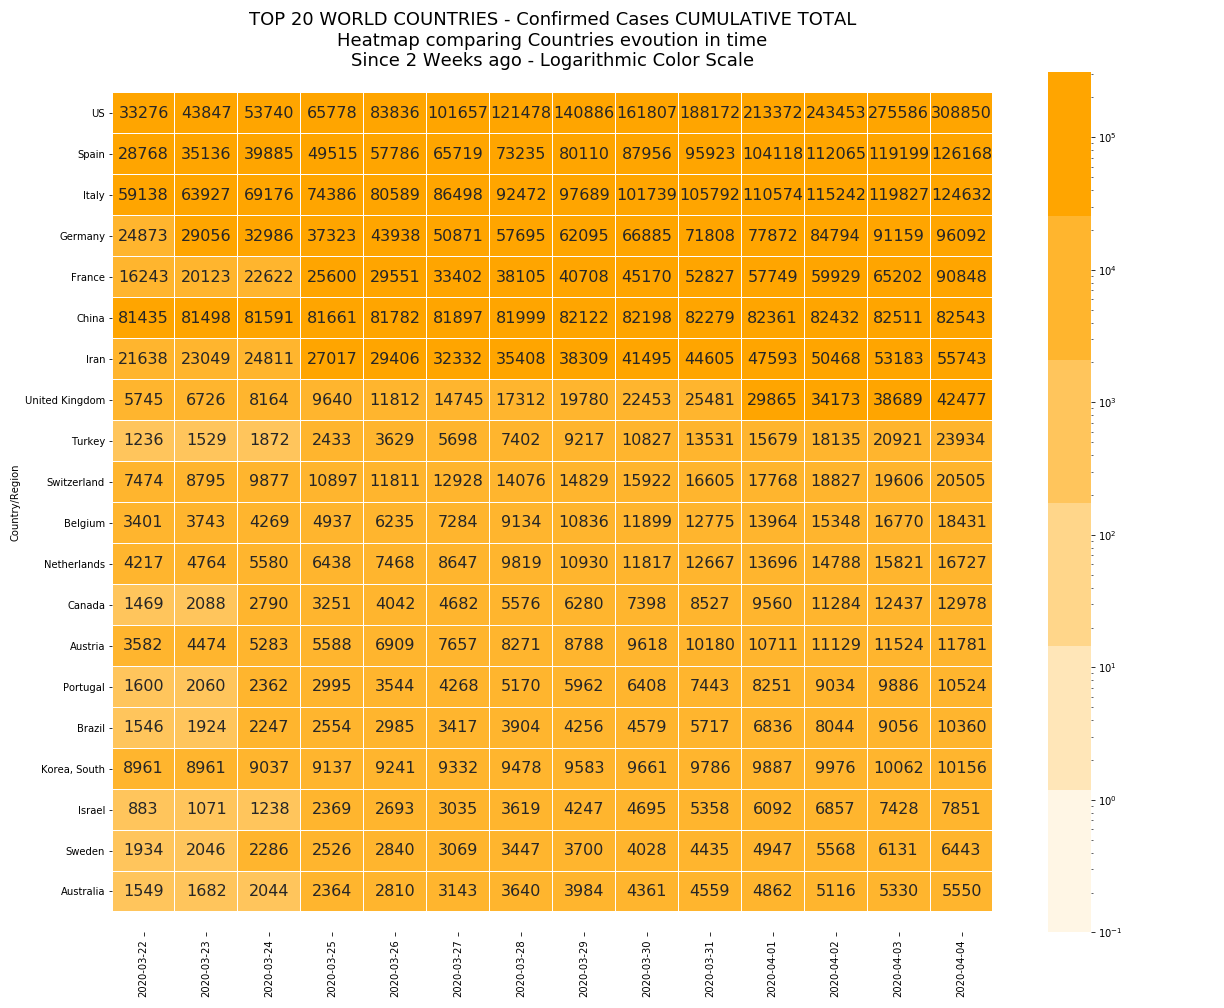 TOP 20 WORLD COUNTRIES - Confirmed Cases CUMULATIVE TOTAL
Heatmap comparing Countries evoution in time
Since 2 Weeks ago - Logarithmic Color Scale
US 33276 43847 53740 65778 83836 101657 121478 140886 161807 188172 213372 243453 275586 308850
Spain 28768 35136 39885 49515 57786 65719 73235 80110 87956 95923 104118 112065 119199 126168
Italy 59138 63927 69176 74386 80589 86498 92472 97689 101739 105792 110574 115242 119827 124632
Germany 24873 29056 32986 37323 43938 50871 57695 62095 66885 71808 77872 84794 91159 96092
France 16243 20123 22622 25600 29551 33402 38105 40708 45170 52827 57749 59929 65202 90848
China 81435 81498 81591 81661 81782 81897 81999 82122 82198 82279 82361 82432 82511 82543
Iran 21638 23049 24811 27017 29406 32332 35408 38309 41495 44605 47593 50468 53183 55743
United Kingdom 5745 6726 8164 9640 11812 14745 17312 19780 22453 25481 29865 34173 38689 42477
Turkey 1236 1529 1872 2433 3629 5698 7402 9217 10827 13531 15679 18135 20921 23934
Switzerland 7474 8795 9877 10897 11811 12928 14076 14829 15922 16605 17768 18827 19606 20505
Belgium 3401 3743 4269 4937 6235 7284 9134 10836 11899 12775 13964 15348 16770 18431
Netherlands 4217 4764 5580 6438 7468 8647 9819 10930 11817 12667 13696 14788 15821 16727
Canada 1469 2088 2790 3251 4042 4682 5576 6280 7398 8527 9560 11284 12437 12978
Austria 3582 4474 5283 5588 6909 7657 8271 8788 9618 10180 10711 11129 11524 11781
Portugal 1600 2060 2362 2995 3544 4268 5170 5962 6408 7443 8251 9034 9886 10524
Brazil 1546 1924 2247 2554 2985 3417 3904 4256 4579 5717 6836 8044 9056 10360
Korea, South 8961 8961 9037 9137 9241 9332 9478 9583 9661 9786 9887 9976 10062 10156
Israel 883 1071 1238 2369 2693 3035 3619 4247 4695 5358 6092 6857 7428 7851
Sweden 1934 2046 2286 2526 2840 3069 3447 3700 4028 4435 4947 5568 6131 6443
Australia 1549 1682 2044 2364 2810 3143 3640 3984 4361 4559 4862 5116 5330 5550
Country/Region
2020-03-22 2020-03-23 2020-03-24 2020-03-25 2020-03-26 2020-03-27 2020-03-28 2020-03-29 2020-03-30 2020-03-31 2020-04-01 2020-04-02 2020-04-03 2020-04-04
10⁵
10⁴
10³
10²
10¹
10⁰
10⁻¹